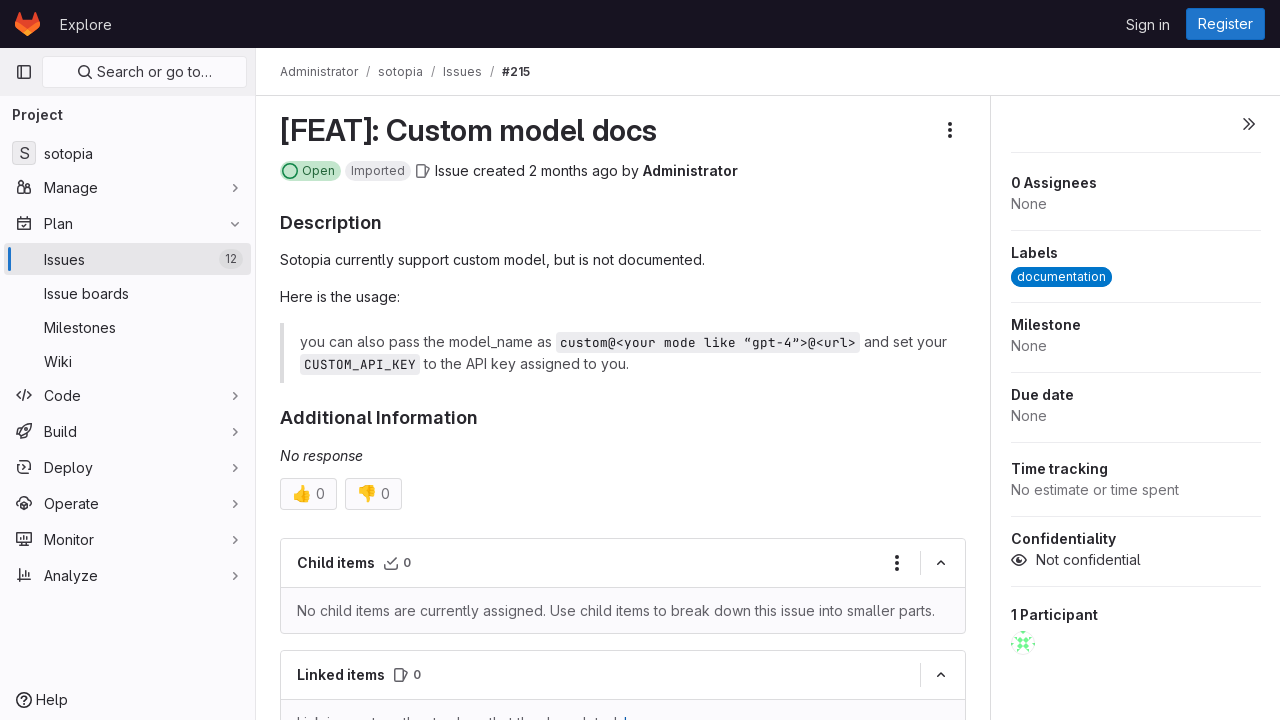 Explore
Sign in
Register
Search or go to...
Administrator / sotopia / Issues / #215
Project
S sotopia
Manage
Plan
Issues 12
Issue boards
Milestones
Wiki
Code
Build
Deploy
Operate
Monitor
Analyze
Help
[FEAT]: Custom model docs
Open Imported Issue created 2 months ago by Administrator
Description
Sotopia currently support custom model, but is not documented.
Here is the usage:
you can also pass the model_name as custom@<your mode like “gpt-4”>@<url> and set your
CUSTOM_API_KEY to the API key assigned to you.
Additional Information
No response
👍 0 👎 0
Child items 0
No child items are currently assigned. Use child items to break down this issue into smaller parts.
Linked items 0
0 Assignees
None
Labels
documentation
Milestone
None
Due date
None
Time tracking
No estimate or time spent
Confidentiality
Not confidential
1 Participant